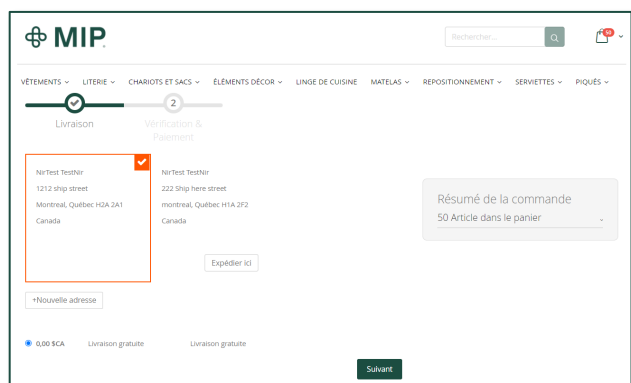 MIP
Rechercher...
50
VÊTEMENTS LITERIE CHARIOTS ET SACS ÉLÉMENTS DÉCOR LINGE DE CUISINE MATELAS REPOSITIONNEMENT SERVIETTES PIQUÉS
2
Livraison
Vérification &
Paiement
NirTest TestNir
1212 ship street
Montreal, Québec H2A 2A1
Canada
NirTest TestNir
222 Ship here street
montreal, Québec H1A 2F2
Canada
Expédier ici
Résumé de la commande
50 Article dans le panier
+Nouvelle adresse
0,00 $CA Livraison gratuite Livraison gratuite
Suivant